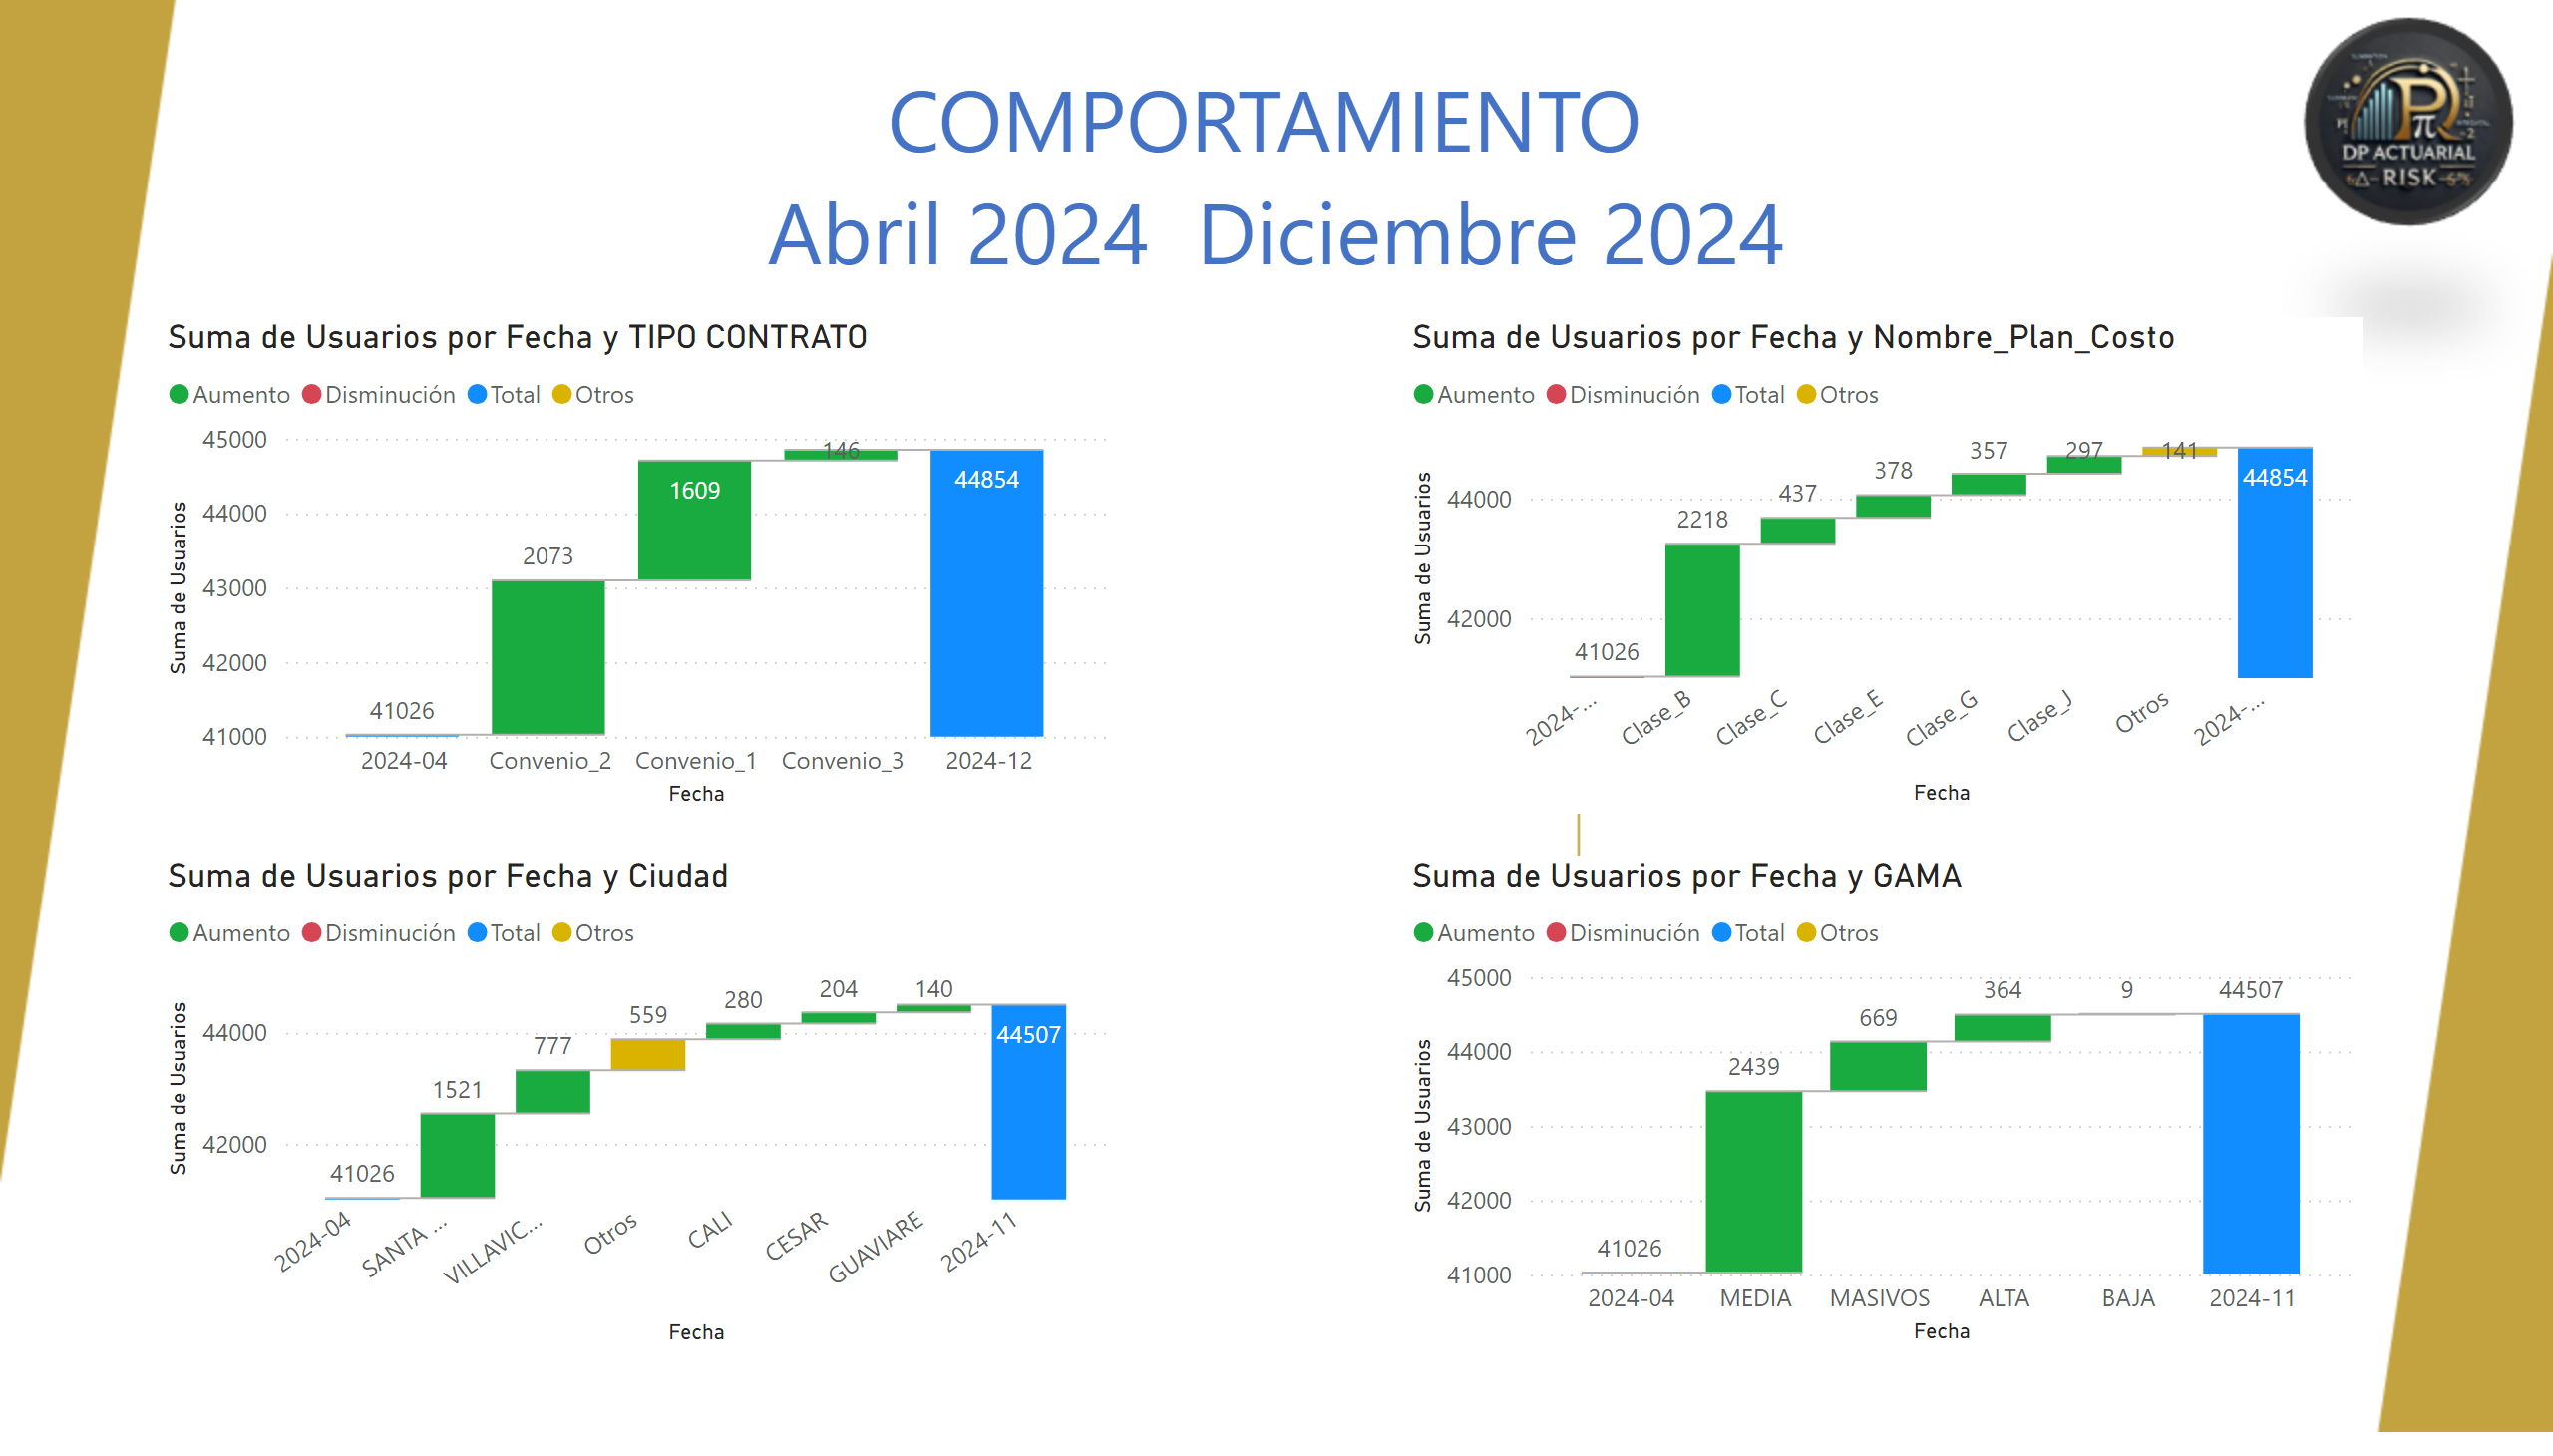 COMPORTAMIENTO
Abril 2024 Diciembre 2024
DP ACTUARIAL
RISK
Suma de Usuarios por Fecha y TIPO CONTRATO
Aumento Disminución Total Otros
Suma de Usuarios
45000
44000
43000
42000
41000
41026
2073
1609
146
44854
2024-04 Convenio_2 Convenio_1 Convenio_3 2024-12
Fecha
Suma de Usuarios por Fecha y Nombre_Plan_Costo
Aumento Disminución Total Otros
Suma de Usuarios
44000
42000
41026
2218
437
378
357
297
141
44854
2024-... Clase_B Clase_C Clase_E Clase_G Clase_J Otros 2024-...
Fecha
Suma de Usuarios por Fecha y Ciudad
Aumento Disminución Total Otros
Suma de Usuarios
44000
42000
41026
1521
777
559
280
204
140
44507
2024-04 SANTA ... VILLAVIC... Otros CALI CESAR GUAVIARE 2024-11
Fecha
Suma de Usuarios por Fecha y GAMA
Aumento Disminución Total Otros
Suma de Usuarios
45000
44000
43000
42000
41000
41026
2439
669
364
9
44507
2024-04 MEDIA MASIVOS ALTA BAJA 2024-11
Fecha